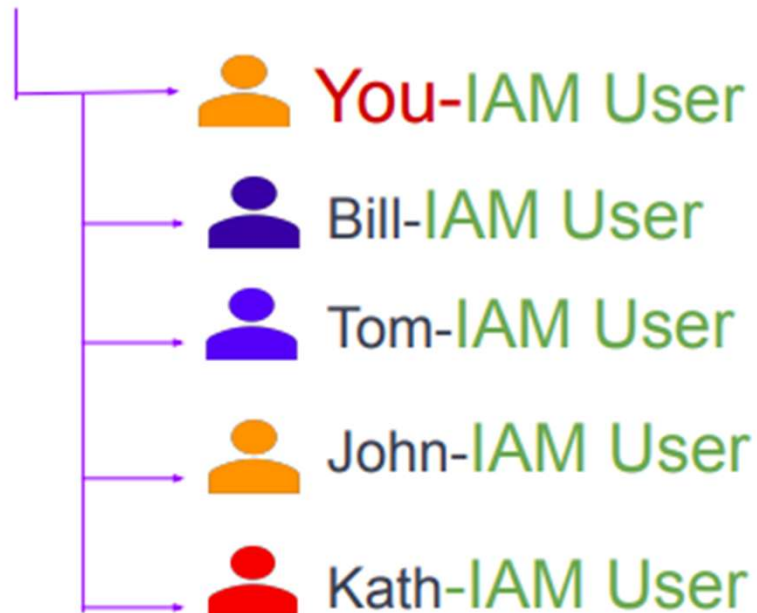 You-IAM User
Bill-IAM User
Tom-IAM User
John-IAM User
Kath-IAM User